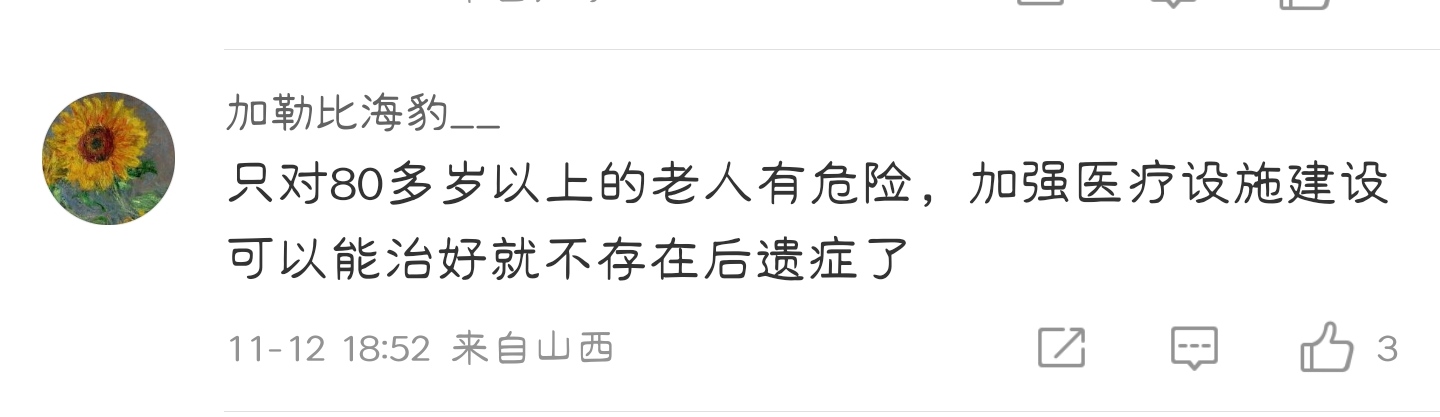 加勒比海豹__
只对80多岁以上的老人有危险，加强医疗设施建设
可以能治好就不存在后遗症了
11-12 18:52 来自山西
3